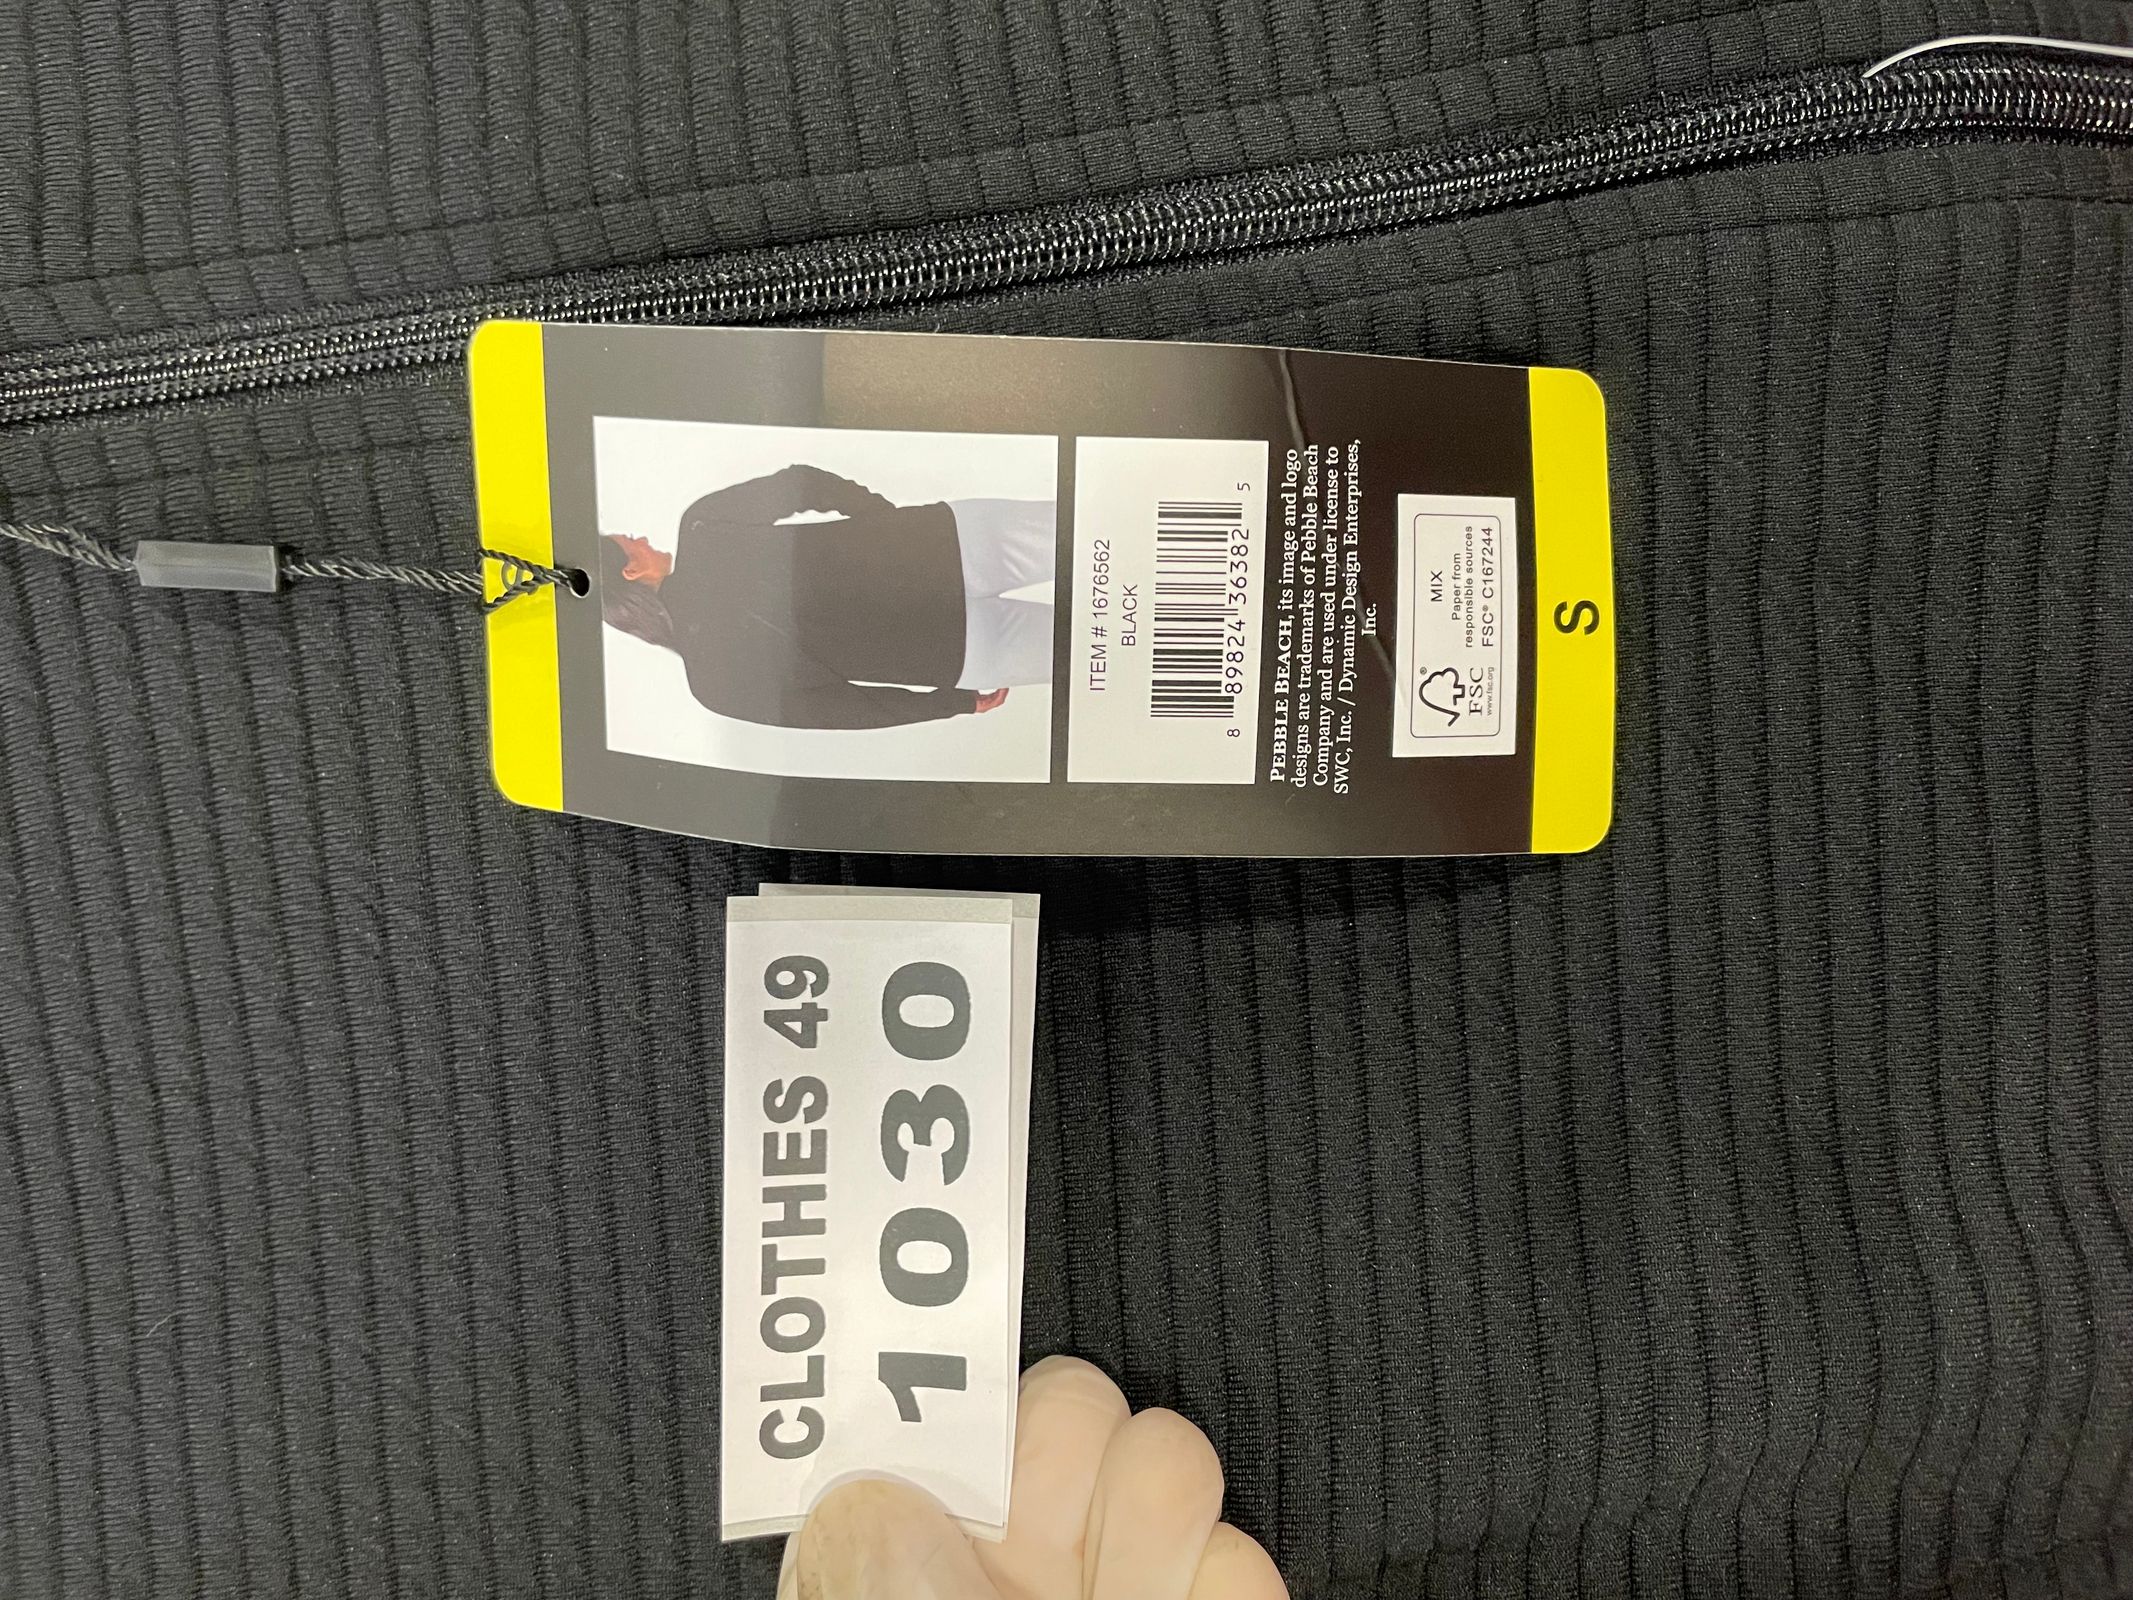 ITEM # 1676562
BLACK
8 89824 36382 5
PEBBLE BEACH, its image and logo
designs are trademarks of Pebble Beach
Company and are used under license to
SWC, Inc. / Dynamic Design Enterprises,
Inc.
FSC®
www.fsc.org
MIX
Paper from
responsible sources
FSC® C167244
S
CLOTHES 49
1030